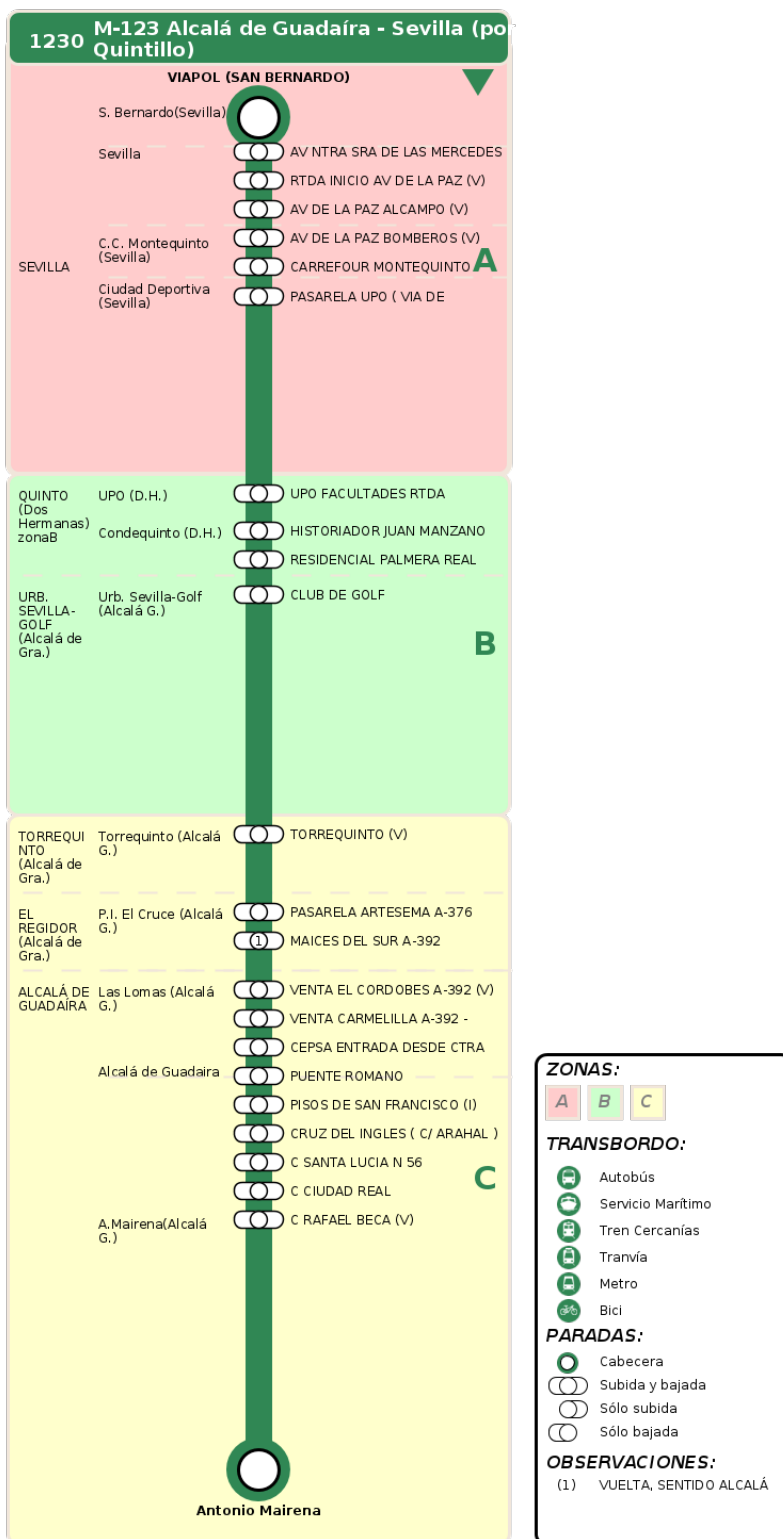 1230 M-123 Alcalá de Guadaíra - Sevilla (por
Quintillo)
VIAPOL (SAN BERNARDO)
S. Bernardo(Sevilla)
Sevilla
AV NTRA SRA DE LAS MERCEDES
RTDA INICIO AV DE LA PAZ (V)
AV DE LA PAZ ALCAMPO (V)
C.C. Montequinto
(Sevilla)
AV DE LA PAZ BOMBEROS (V)
SEVILLA
CARREFOUR MONTEQUINTO
A
Ciudad Deportiva
(Sevilla)
PASARELA UPO ( VIA DE
QUINTO
(Dos
Hermanas)
zonaB
UPO (D.H.)
UPO FACULTADES RTDA
Condequinto (D.H.)
HISTORIADOR JUAN MANZANO
RESIDENCIAL PALMERA REAL
URB.
SEVILLA-
GOLF
(Alcalá de
Gra.)
Urb. Sevilla-Golf
(Alcalá G.)
CLUB DE GOLF
B
TORREQUI
NTO
(Alcalá de
Gra.)
Torrequinto (Alcalá
G.)
TORREQUINTO (V)
EL
REGIDOR
(Alcalá de
Gra.)
P.I. El Cruce (Alcalá
G.)
PASARELA ARTESEMA A-376
1
MAICES DEL SUR A-392
ALCALÁ DE
GUADAÍRA
Las Lomas (Alcalá
G.)
VENTA EL CORDOBES A-392 (V)
VENTA CARMELILLA A-392 -
CEPSA ENTRADA DESDE CTRA
Alcalá de Guadaira
PUENTE ROMANO
PISOS DE SAN FRANCISCO (I)
CRUZ DEL INGLES ( C/ ARAHAL )
C SANTA LUCIA N 56
C
C CIUDAD REAL
A.Mairena(Alcalá
G.)
C RAFAEL BECA (V)
Antonio Mairena
ZONAS:
A B C
TRANSBORDO:
Autobús
Servicio Marítimo
Tren Cercanías
Tranvía
Metro
Bici
PARADAS:
Cabecera
Subida y bajada
Sólo subida
Sólo bajada
OBSERVACIONES:
(1) VUELTA, SENTIDO ALCALÁ